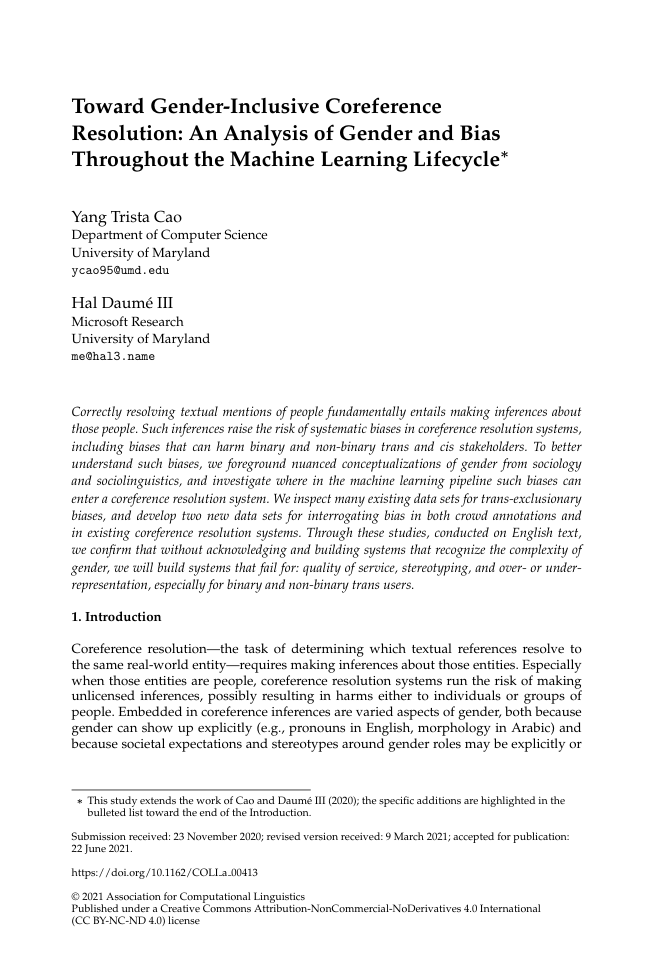 Toward Gender-Inclusive Coreference
Resolution: An Analysis of Gender and Bias
Throughout the Machine Learning Lifecycle*
Yang Trista Cao
Department of Computer Science
University of Maryland
ycao95@umd.edu
Hal Daumé III
Microsoft Research
University of Maryland
me@hal3.name
Correctly resolving textual mentions of people fundamentally entails making inferences about
those people. Such inferences raise the risk of systematic biases in coreference resolution systems,
including biases that can harm binary and non-binary trans and cis stakeholders. To better
understand such biases, we foreground nuanced conceptualizations of gender from sociology
and sociolinguistics, and investigate where in the machine learning pipeline such biases can
enter a coreference resolution system. We inspect many existing data sets for trans-exclusionary
biases, and develop two new data sets for interrogating bias in both crowd annotations and
in existing coreference resolution systems. Through these studies, conducted on English text,
we confirm that without acknowledging and building systems that recognize the complexity of
gender, we will build systems that fail for: quality of service, stereotyping, and over- or under-
representation, especially for binary and non-binary trans users.
1. Introduction
Coreference resolution—the task of determining which textual references resolve to
the same real-world entity—requires making inferences about those entities. Especially
when those entities are people, coreference resolution systems run the risk of making
unlicensed inferences, possibly resulting in harms either to individuals or groups of
people. Embedded in coreference inferences are varied aspects of gender, both because
gender can show up explicitly (e.g., pronouns in English, morphology in Arabic) and
because societal expectations and stereotypes around gender roles may be explicitly or
* This study extends the work of Cao and Daumé III (2020); the specific additions are highlighted in the
bulleted list toward the end of the Introduction.
Submission received: 23 November 2020; revised version received: 9 March 2021; accepted for publication:
22 June 2021.
https://doi.org/10.1162/COLI_a_00413
© 2021 Association for Computational Linguistics
Published under a Creative Commons Attribution-NonCommercial-NoDerivatives 4.0 International
(CC BY-NC-ND 4.0) license